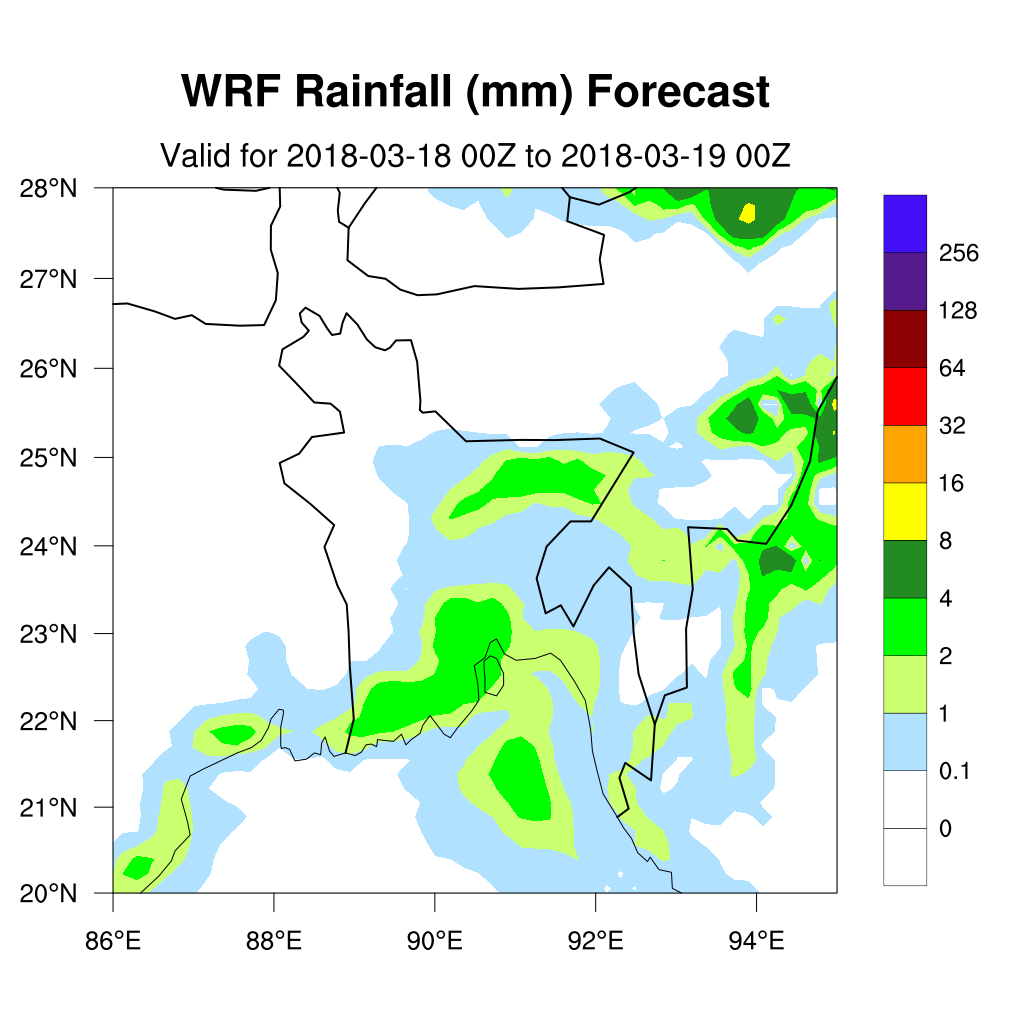 WRF Rainfall (mm) Forecast
Valid for 2018-03-18 00Z to 2018-03-19 00Z
28°N
27°N
26°N
25°N
24°N
23°N
22°N
21°N
20°N
86°E 88°E 90°E 92°E 94°E
256
128
64
32
16
8
4
2
1
0.1
0